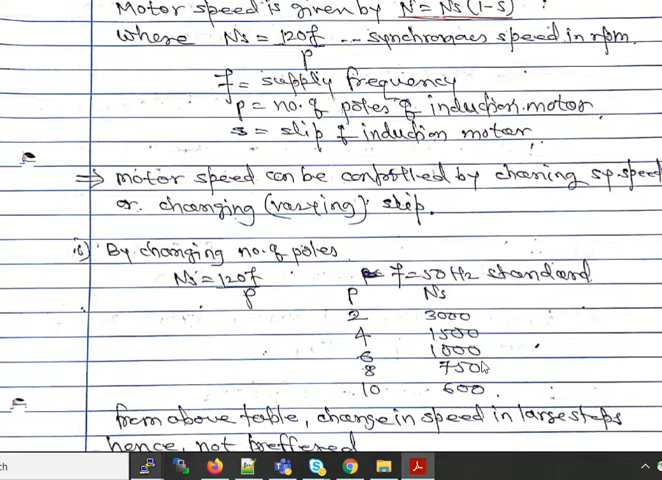 Motor speed is given by N = Ns (1-s)
where Ns = 120f/P ... synchronous speed in rpm.
f = supply frequency
P = no. of poles of induction motor
s = slip of induction motor
⇒ motor speed can be controlled by chaning sy. speed
or changing (varying) slip.
By changing no. of poles
Ns = 120f/P f = 50 Hz standard
P Ns
2 3000
4 1500
6 1000
8 750
10 600
from above table, change in speed in large steps
hence, not preffered
ch